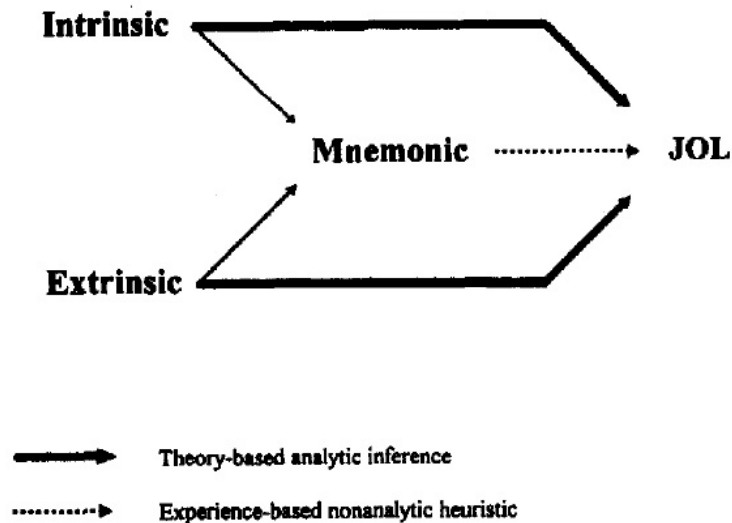 Intrinsic
Mnemonic JOL
Extrinsic
Theory-based analytic inference
Experience-based nonanalytic heuristic